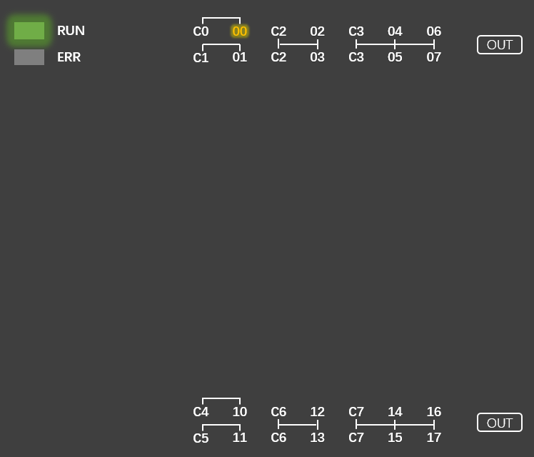 RUN C0 00 C2 02 C3 04 06 OUT
ERR C1 01 C2 03 C3 05 07
C4 10 C6 12 C7 14 16 OUT
C5 11 C6 13 C7 15 17